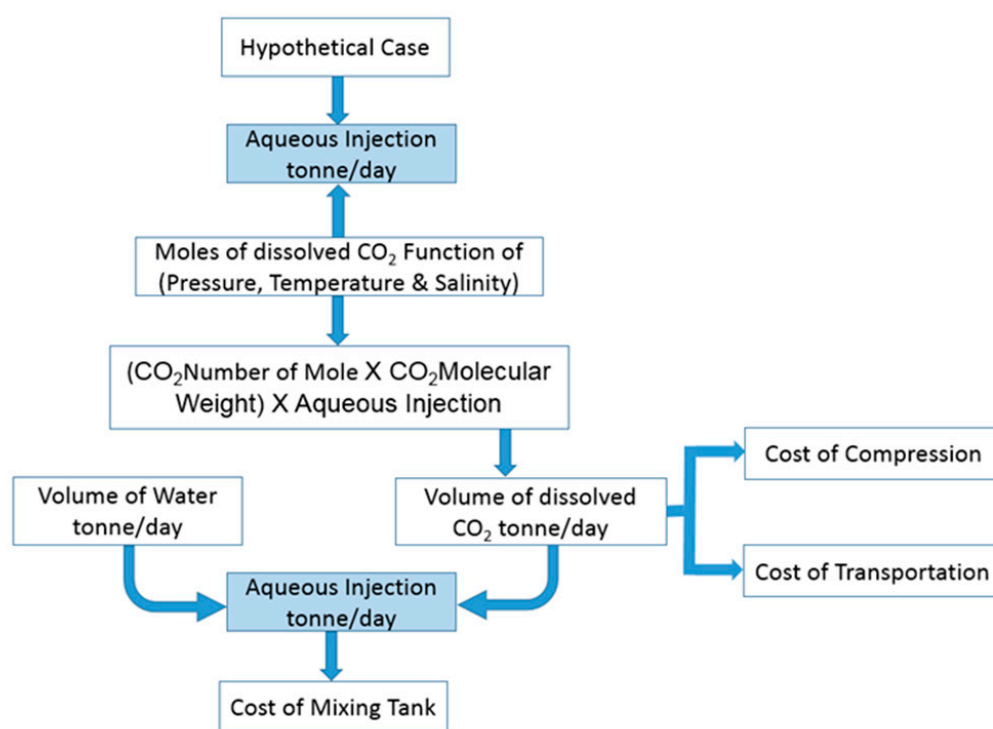 Hypothetical Case
Aqueous Injection
tonne/day
Moles of dissolved CO₂ Function of
(Pressure, Temperature & Salinity)
(CO₂Number of Mole X CO₂Molecular
Weight) X Aqueous Injection
Cost of Compression
Volume of Water
tonne/day
Volume of dissolved
CO₂ tonne/day
Cost of Transportation
Aqueous Injection
tonne/day
Cost of Mixing Tank